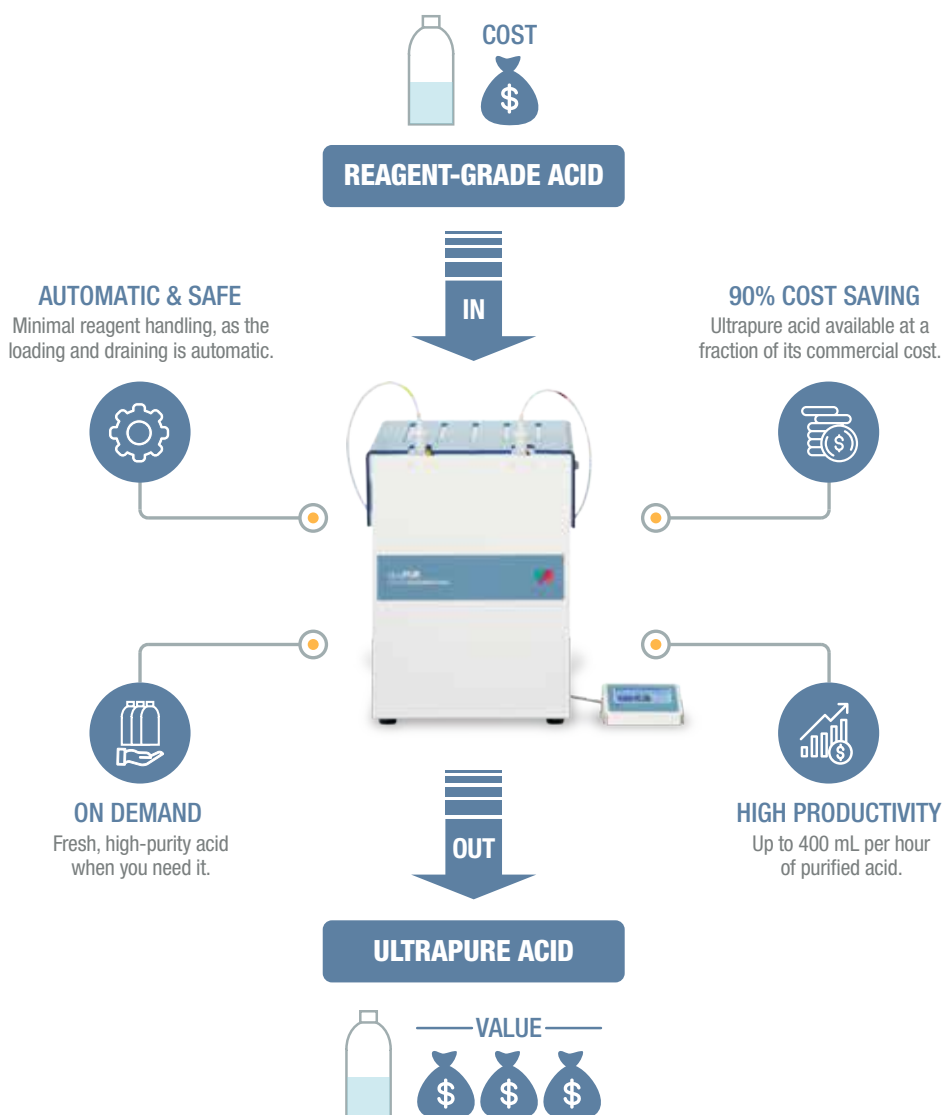 COST
$
REAGENT-GRADE ACID
IN
AUTOMATIC & SAFE
Minimal reagent handling, as the
loading and draining is automatic.
90% COST SAVING
Ultrapure acid available at a
fraction of its commercial cost.
$
ON DEMAND
Fresh, high-purity acid
when you need it.
$
HIGH PRODUCTIVITY
Up to 400 mL per hour
of purified acid.
OUT
ULTRAPURE ACID
VALUE
$ $ $